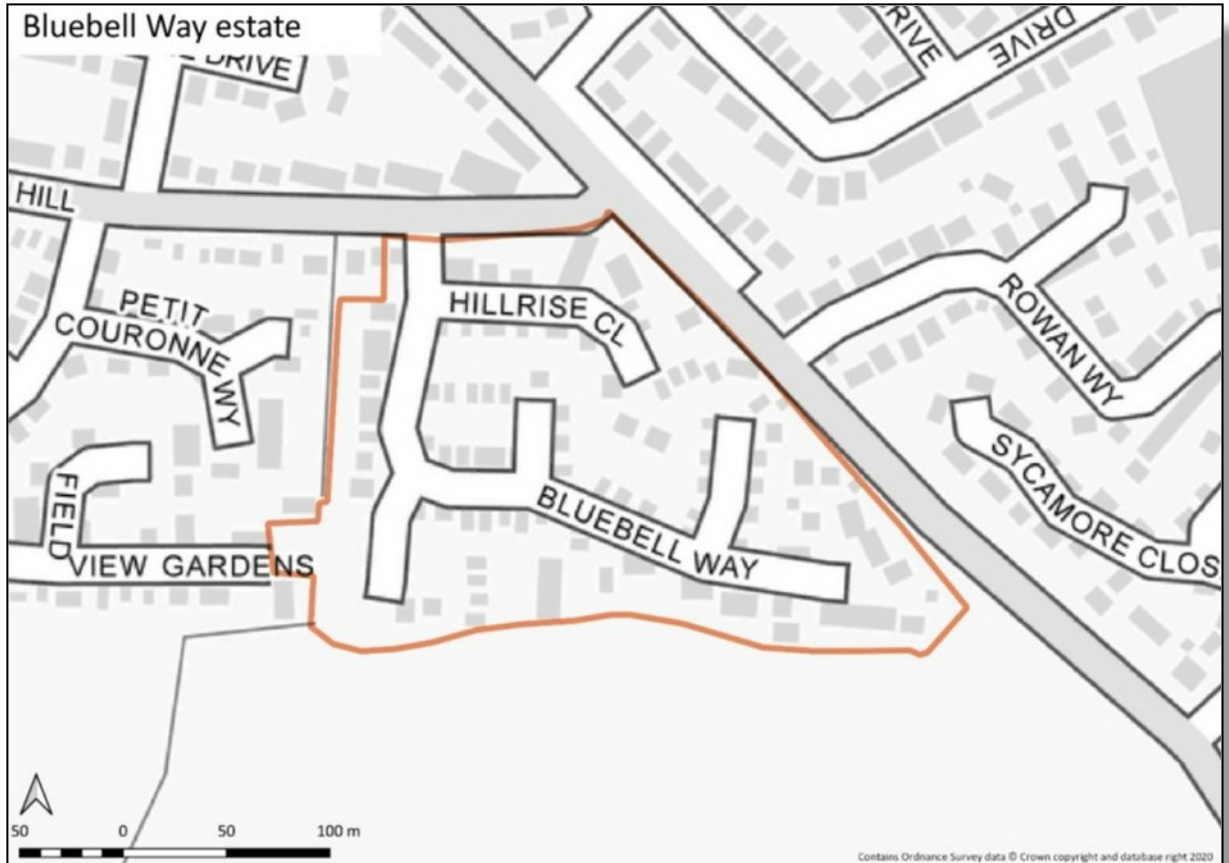 Bluebell Way estate
DRIVE
DRIVE
DRIVE
HILL
PETIT
COURONNE WY
HILLRISE CL
ROWAN WY
SYCAMORE CLOS
FIELD
VIEW GARDENS
BLUEBELL WAY
50 0 50 100 m
Contains Ordnance Survey data © Crown copyright and database right 2020